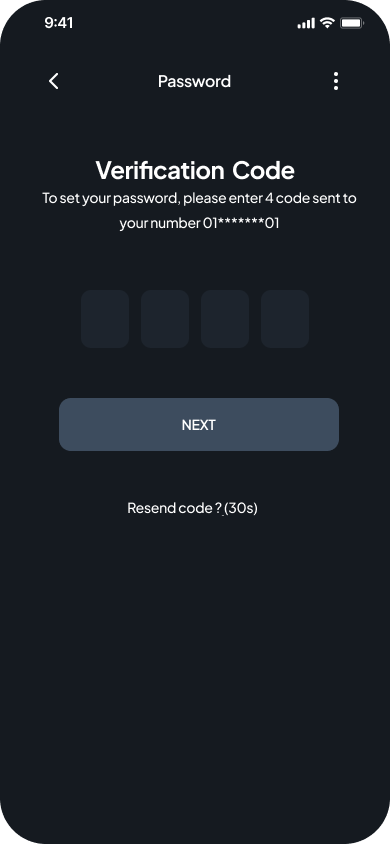 9:41
Password
Verification Code
To set your password, please enter 4 code sent to
your number 01*******01
NEXT
Resend code ? (30s)